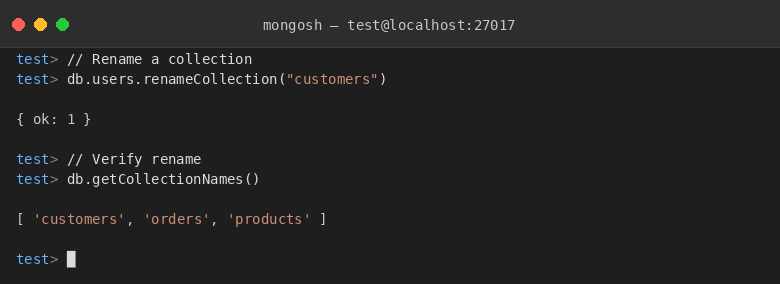 mongosh — test@localhost:27017
test> // Rename a collection
test> db.users.renameCollection("customers")
{ ok: 1 }
test> // Verify rename
test> db.getCollectionNames()
[ 'customers', 'orders', 'products' ]
test>